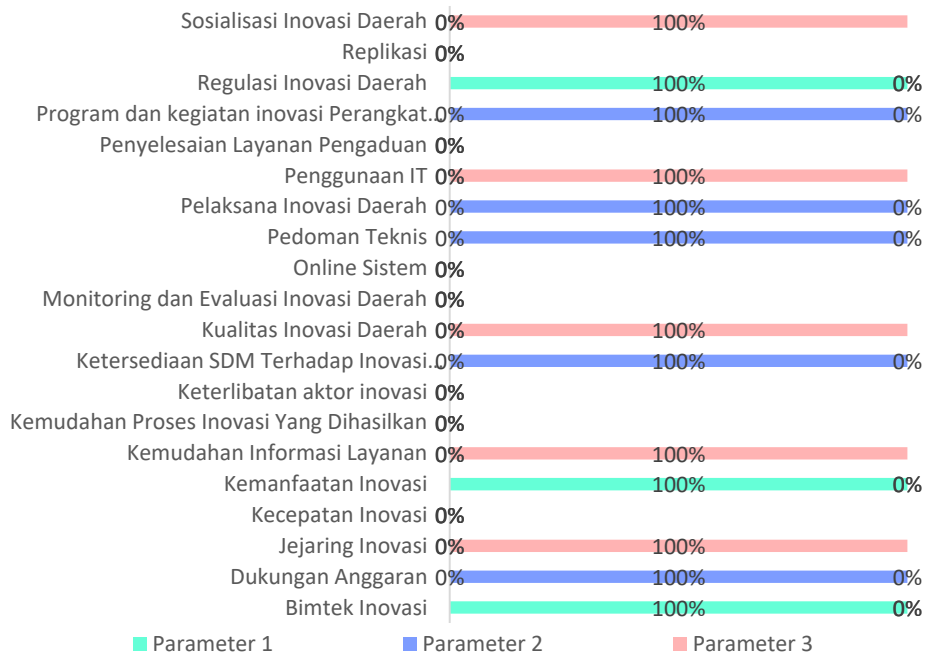 Sosialisasi Inovasi Daerah 0% 100%
Replikasi 0%
Regulasi Inovasi Daerah 100% 0%
Program dan kegiatan inovasi Perangkat... 0% 100% 0%
Penyelesaian Layanan Pengaduan 0%
Penggunaan IT 0% 100%
Pelaksana Inovasi Daerah 0% 100% 0%
Pedoman Teknis 0% 100% 0%
Online Sistem 0%
Monitoring dan Evaluasi Inovasi Daerah 0%
Kualitas Inovasi Daerah 0% 100%
Ketersediaan SDM Terhadap Inovasi... 0% 100% 0%
Keterlibatan aktor inovasi 0%
Kemudahan Proses Inovasi Yang Dihasilkan 0%
Kemudahan Informasi Layanan 0% 100%
Kemanfaatan Inovasi 100% 0%
Kecepatan Inovasi 0%
Jejaring Inovasi 0% 100%
Dukungan Anggaran 0% 100% 0%
Bimtek Inovasi 100% 0%
Parameter 1 Parameter 2 Parameter 3